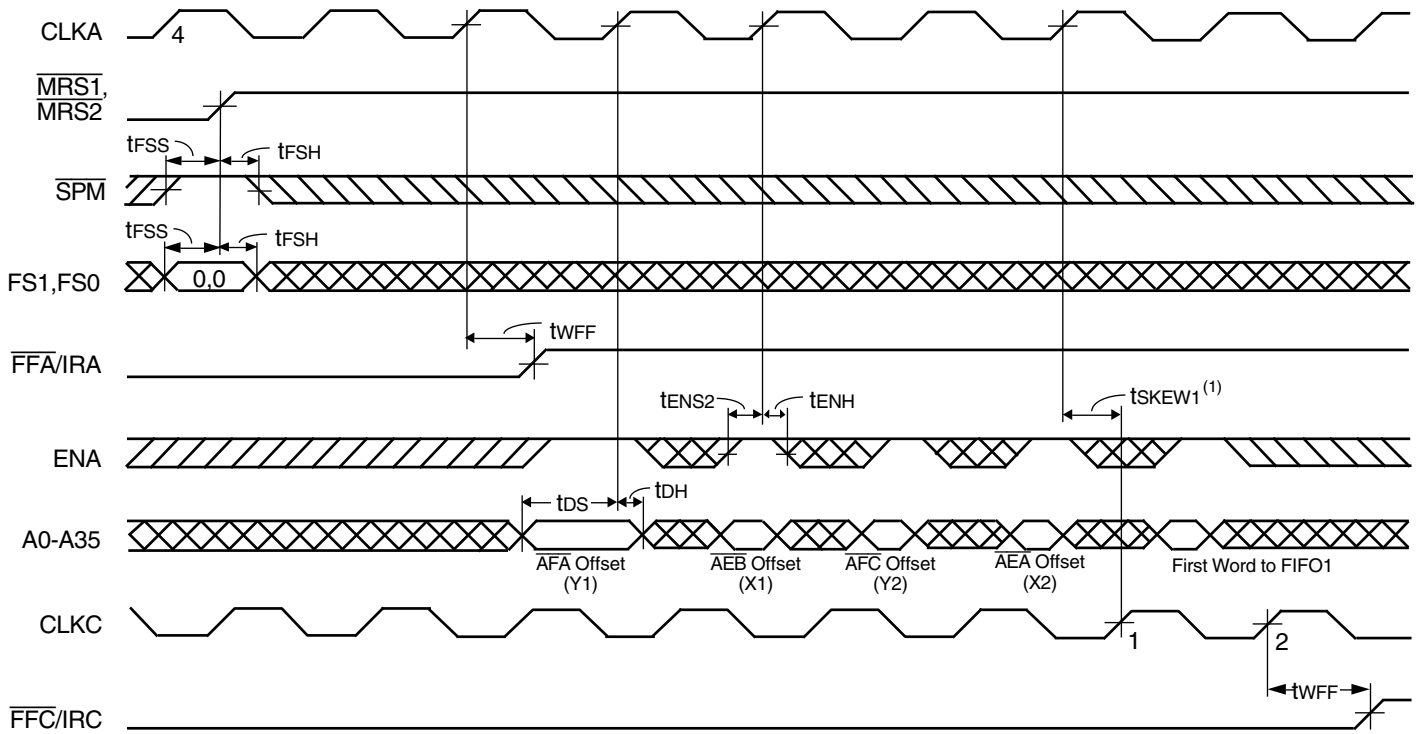 CLKA
4
MRS1,
MRS2
tFSS
tFSH
SPM
tFSS
tFSH
FS1,FS0
0,0
tWFF
FFA/IRA
tENS2
tENH
tSKEW1(1)
ENA
tDS
tDH
A0-A35
AFA Offset
(Y1)
AEB Offset
(X1)
AFC Offset
(Y2)
AEA Offset
(X2)
First Word to FIFO1
CLKC
1
2
tWFF
FFC/IRC